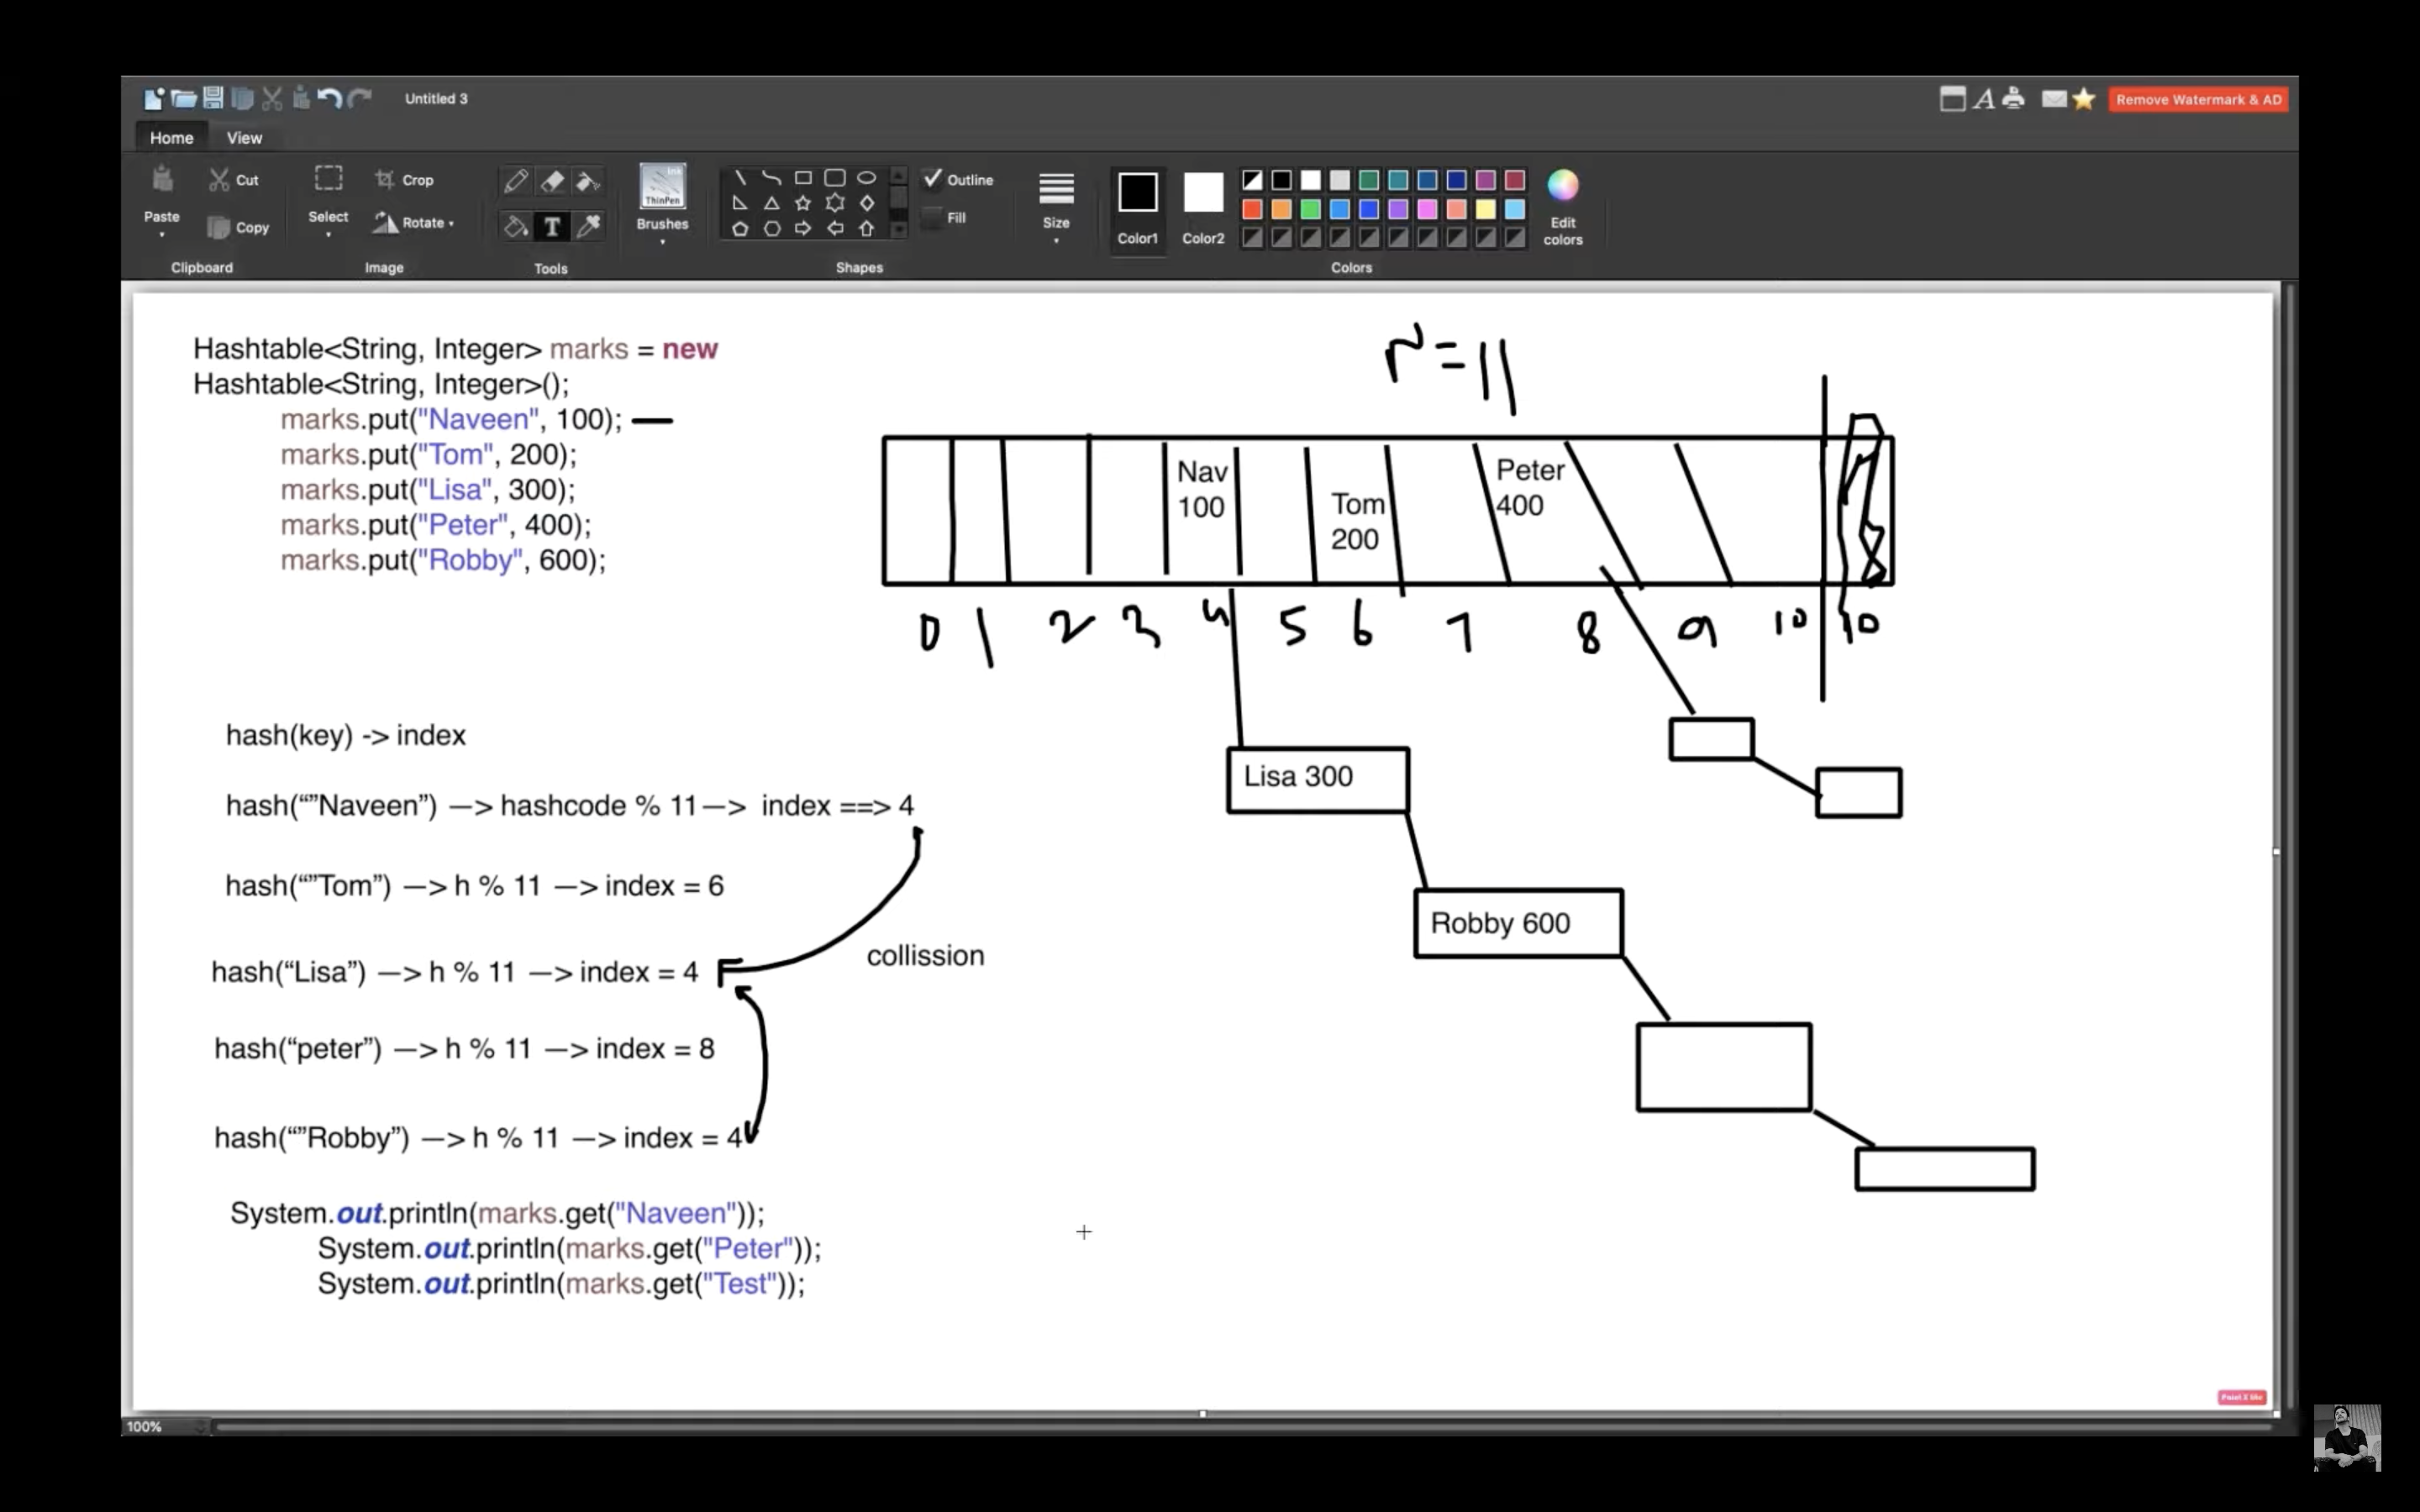 Untitled 3
Remove Watermark & AD
Home
View
Paste
Cut
Copy
Clipboard
Select
Crop
Rotate
Image
Tools
ink
ThinPen
Brushes
Shapes
Outline
Fill
Size
Color1
Color2
Colors
Edit colors
Hashtable<String, Integer> marks = new
Hashtable<String, Integer>();
marks.put("Naveen", 100);
marks.put("Tom", 200);
marks.put("Lisa", 300);
marks.put("Peter", 400);
marks.put("Robby", 600);
n=11
Nav
100
Tom
200
Peter
400
0 1 2 3 4 5 6 7 8 9 10 10
hash(key) -> index
hash(“”Naveen”) —> hashcode % 11—> index ==> 4
hash(“”Tom”) —> h % 11 —> index = 6
hash(“Lisa”) —> h % 11 —> index = 4
collission
hash(“peter”) —> h % 11 —> index = 8
hash(“”Robby”) —> h % 11 —> index = 4
Lisa 300
Robby 600
System.out.println(marks.get("Naveen"));
System.out.println(marks.get("Peter"));
System.out.println(marks.get("Test"));
100%